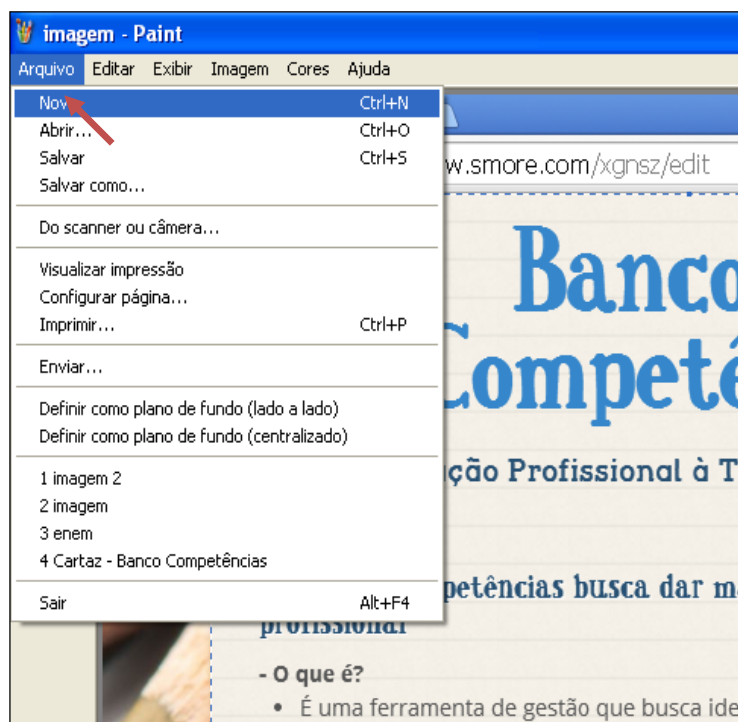 imagem - Paint
Arquivo Editar Exibir Imagem Cores Ajuda
Nov Ctrl+N
Abrir... Ctrl+O
Salvar Ctrl+S
Salvar como...
Do scanner ou câmera...
Visualizar impressão
Configurar página...
Imprimir... Ctrl+P
Enviar...
Definir como plano de fundo (lado a lado)
Definir como plano de fundo (centralizado)
1 imagem 2
2 imagem
3 enem
4 Cartaz - Banco Competências
Sair Alt+F4
w.smore.com/xgnsz/edit
Banco
Competê
ção Profissional à T
petências busca dar m
profissional
- O que é?
• É uma ferramenta de gestão que busca ide